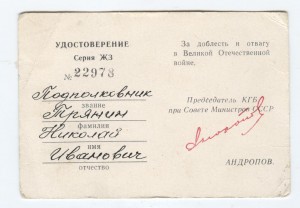 УДОСТОВЕРЕНИЕ
Серия ЖЗ
№ 22978
Подполковник
звание
Трянин
фамилия
Николай
имя
Иванович
отчество
За доблесть и отвагу
в Великой Отечественной
войне.
Председатель КГБ
при Совете Министров СССР
АНДРОПОВ.